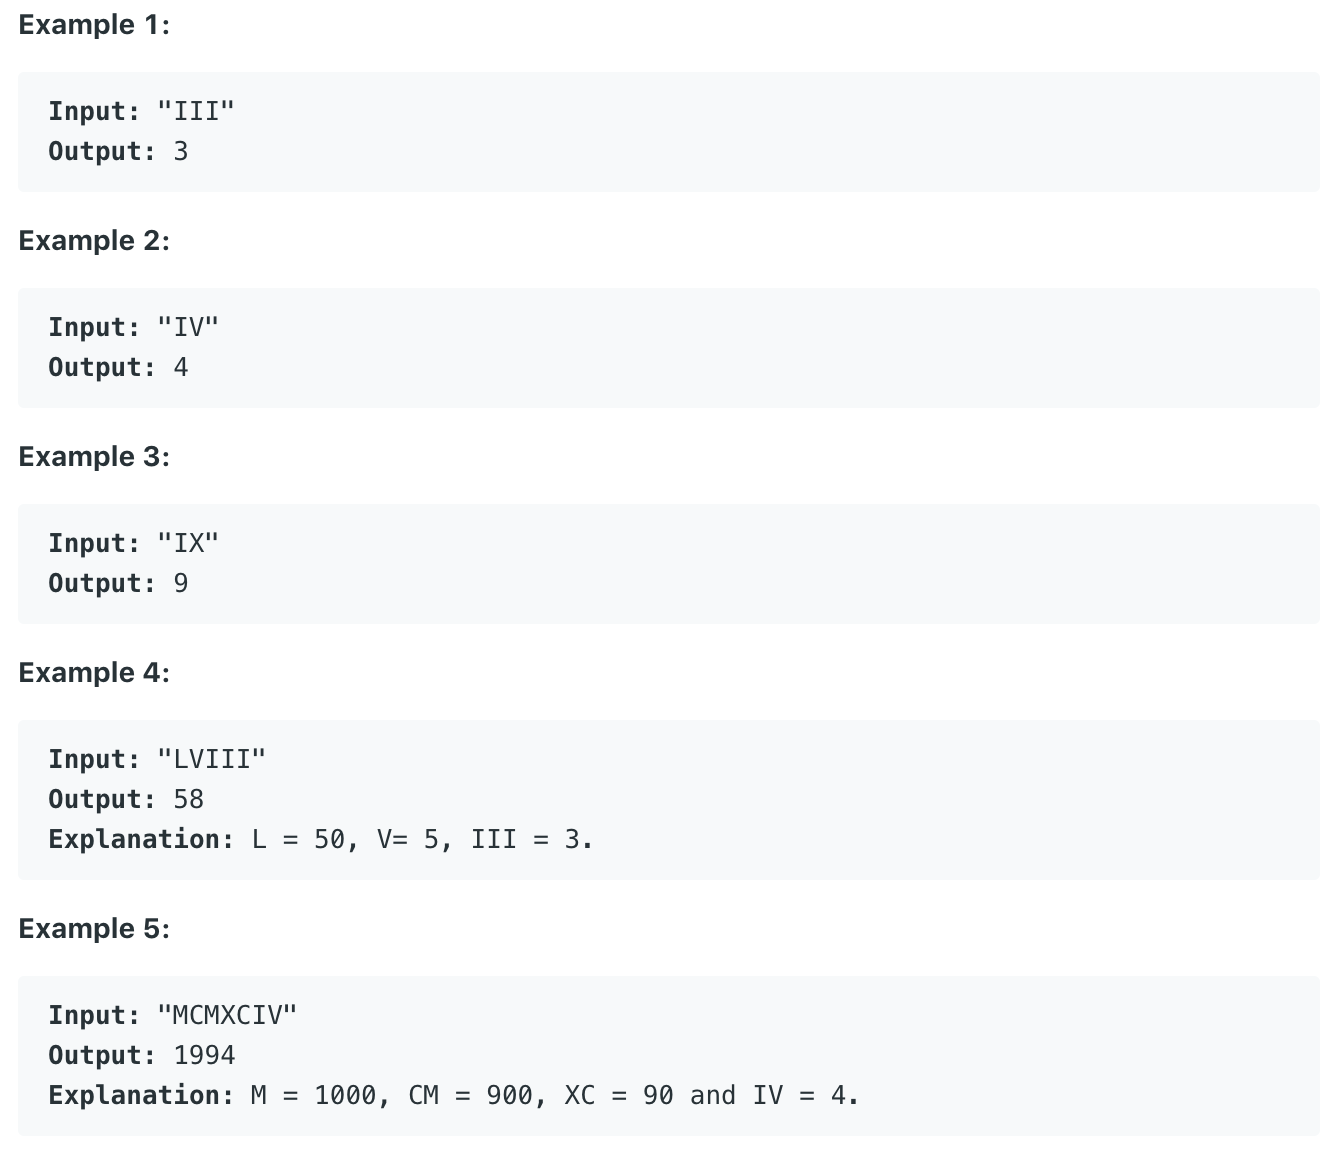 Example 1:
Input: "III"
Output: 3
Example 2:
Input: "IV"
Output: 4
Example 3:
Input: "IX"
Output: 9
Example 4:
Input: "LVIII"
Output: 58
Explanation: L = 50, V= 5, III = 3.
Example 5:
Input: "MCMXCIV"
Output: 1994
Explanation: M = 1000, CM = 900, XC = 90 and IV = 4.